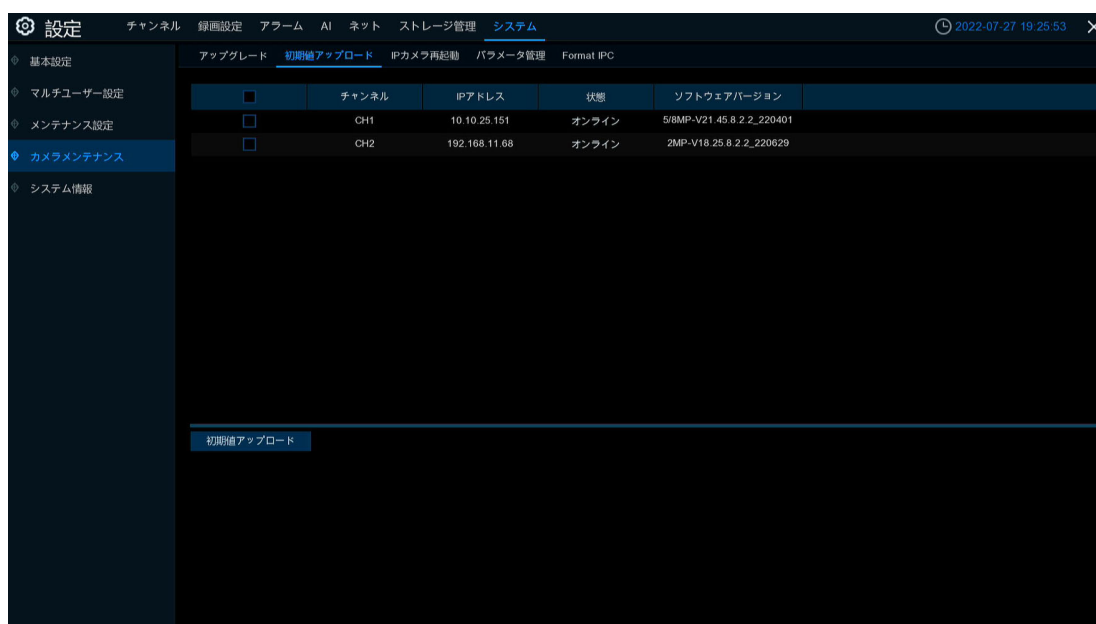 設定 チャンネル 録画設定 アラーム AI ネット ストレージ管理 システム 2022-07-27 19:25:53
基本設定
マルチユーザー設定
メンテナンス設定
カメラメンテナンス
システム情報
アップグレード 初期値アップロード IPカメラ再起動 パラメータ管理 Format IPC
チャンネル IPアドレス 状態 ソフトウェアバージョン
CH1 10.10.25.151 オンライン 5/8MP-V21.45.8.2.2_220401
CH2 192.168.11.68 オンライン 2MP-V18.25.8.2.2_220629
初期値アップロード